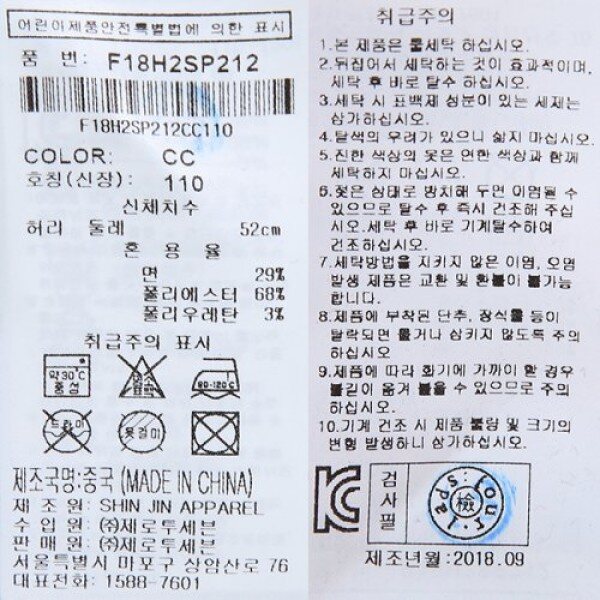 어린이제품안전특별법에 의한 표시
품 번: F18H2SP212
F18H2SP212CC110
COLOR: CC
호칭(신장): 110
신체치수
허리 둘레 52cm
혼 용 율
면 29%
폴리에스터 68%
폴리우레탄 3%
취급주의 표시
약30℃
중성
염소
표백
80-120℃
드라이
옷걸이
제조국명:중국 (MADE IN CHINA)
제 조 원: SHIN JIN APPAREL
수 입 원: ㈜제로투세븐
판 매 원: ㈜제로투세븐
서울특별시 마포구 상암산로 76
대표전화: 1588-7601
취급주의
1.본 제품은 물세탁 하십시오.
2.뒤집어서 세탁하는 것이 효과적이며,
세탁 후 바로 탈수 하십시오.
3.세탁 시 표백제 성분이 있는 세제는
삼가하십시오.
4.탈색의 우려가 있으니 삶지 마십시오.
5.진한 색상의 옷은 연한 색상과 함께
세탁하지 마십시오.
6.젖은 상태로 방치해 두면 이염될 수
있으므로 탈수 후 즉시 건조해 주십
시오.세탁 후 바로 기계탈수하여
건조하십시오.
7.세탁방법을 지키지 않은 이염, 오염
발생 제품은 교환 및 환불이 불가능
합니다.
8.제품에 부착된 단추, 장식물 등이
탈락되면 물거나 삼키지 않도록 주의
하십시오.
9.제품에 따라 화기에 가까이 할 경우
불길이 옮겨 붙을 수 있으므로 주의
하십시오.
10.기계 건조 시 제품 불량 및 크기의
변형 발생하니 삼가하십시오.
KC
검
사
필
檢
제조년월:2018.09